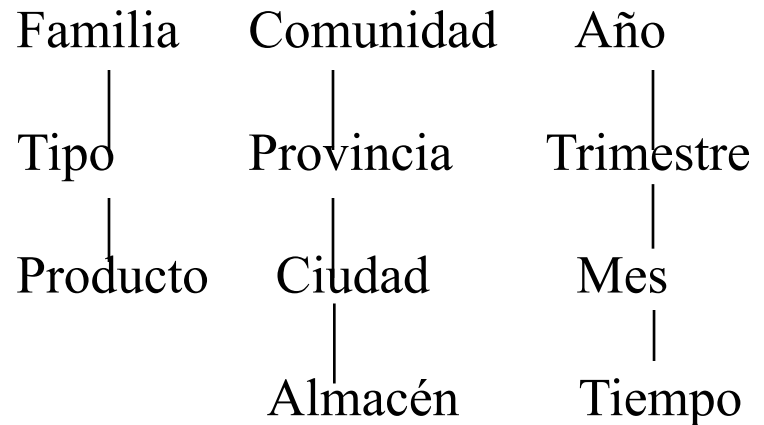 Familia Comunidad Año
Tipo Provincia Trimestre
Producto Ciudad Mes
Almacén Tiempo